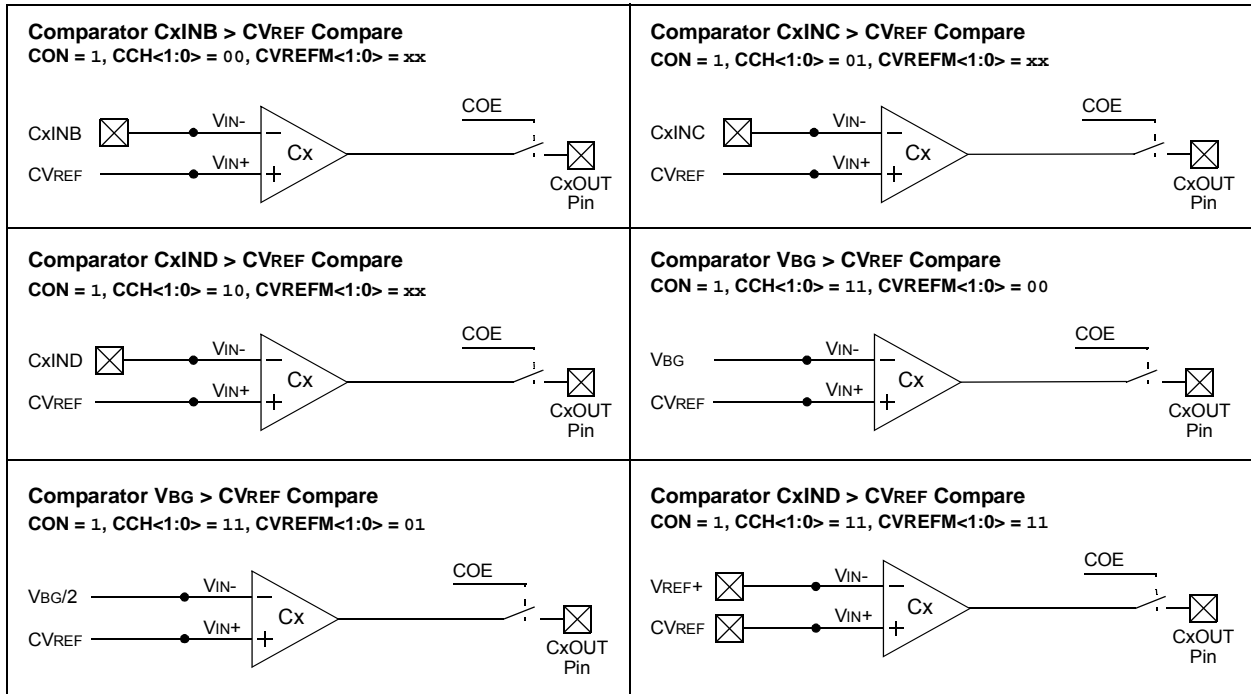 Comparator CxINB > CVREF Compare
CON = 1, CCH<1:0> = 00, CVREFM<1:0> = xx
COE
CxINB
VIN-
–
Cx
CVREF
VIN+
+
CxOUT
Pin
Comparator CxINC > CVREF Compare
CON = 1, CCH<1:0> = 01, CVREFM<1:0> = xx
COE
CxINC
VIN-
–
Cx
CVREF
VIN+
+
CxOUT
Pin
Comparator CxIND > CVREF Compare
CON = 1, CCH<1:0> = 10, CVREFM<1:0> = xx
COE
CxIND
VIN-
–
Cx
CVREF
VIN+
+
CxOUT
Pin
Comparator VBG > CVREF Compare
CON = 1, CCH<1:0> = 11, CVREFM<1:0> = 00
COE
VBG
VIN-
–
Cx
CVREF
VIN+
+
CxOUT
Pin
Comparator VBG > CVREF Compare
CON = 1, CCH<1:0> = 11, CVREFM<1:0> = 01
COE
VBG/2
VIN-
–
Cx
CVREF
VIN+
+
CxOUT
Pin
Comparator CxIND > CVREF Compare
CON = 1, CCH<1:0> = 11, CVREFM<1:0> = 11
COE
VREF+
VIN-
–
Cx
CVREF
VIN+
+
CxOUT
Pin